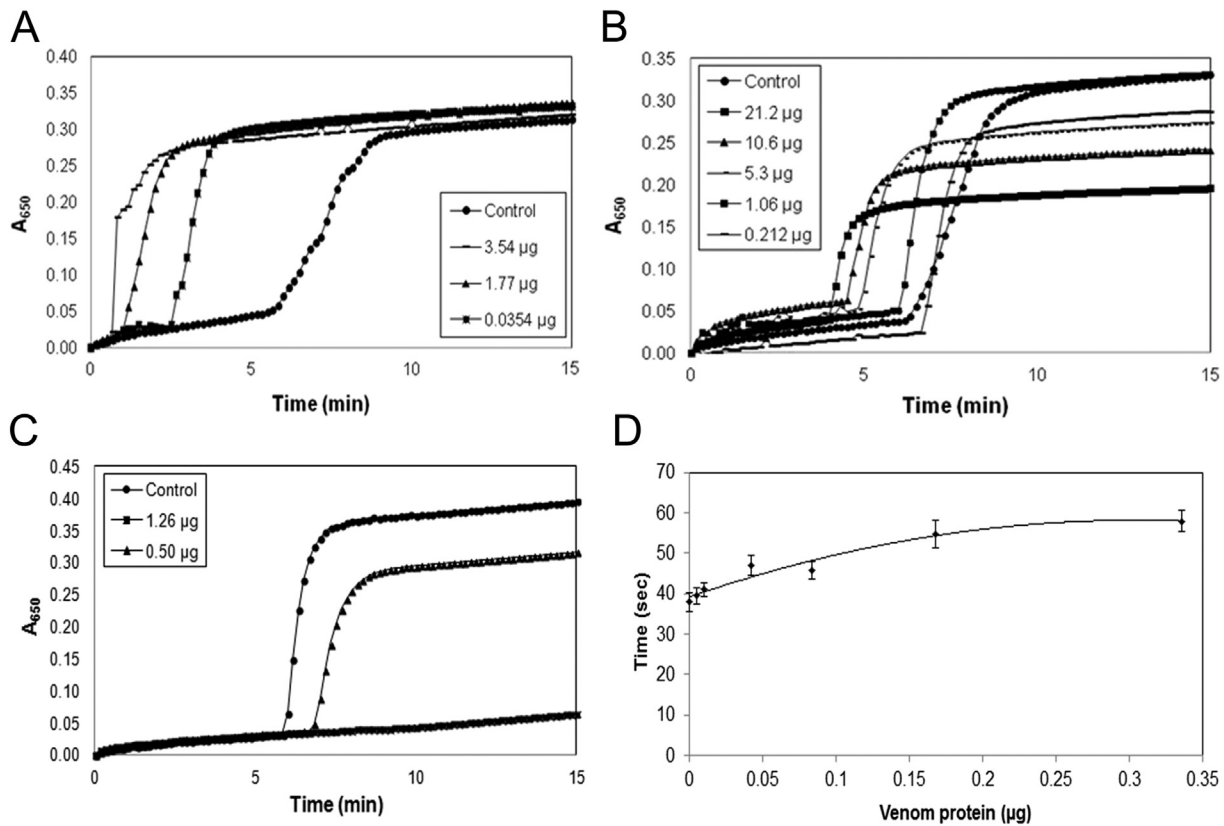 A
0.40
0.35
0.30
0.25
0.20
0.15
0.10
0.05
0.00
A650
Control
3.54 µg
1.77 µg
0.0354 µg
0
5
10
15
Time (min)
B
0.35
0.30
0.25
0.20
0.15
0.10
0.05
0.00
A650
Control
21.2 µg
10.6 µg
5.3 µg
1.06 µg
0.212 µg
0
5
10
15
Time (min)
C
0.45
0.40
0.35
0.30
0.25
0.20
0.15
0.10
0.05
0.00
A650
Control
1.26 µg
0.50 µg
0
5
10
15
Time (min)
D
70
60
50
40
30
20
10
0
Time (sec)
0
0.05
0.1
0.15
0.2
0.25
0.3
0.35
Venom protein (µg)